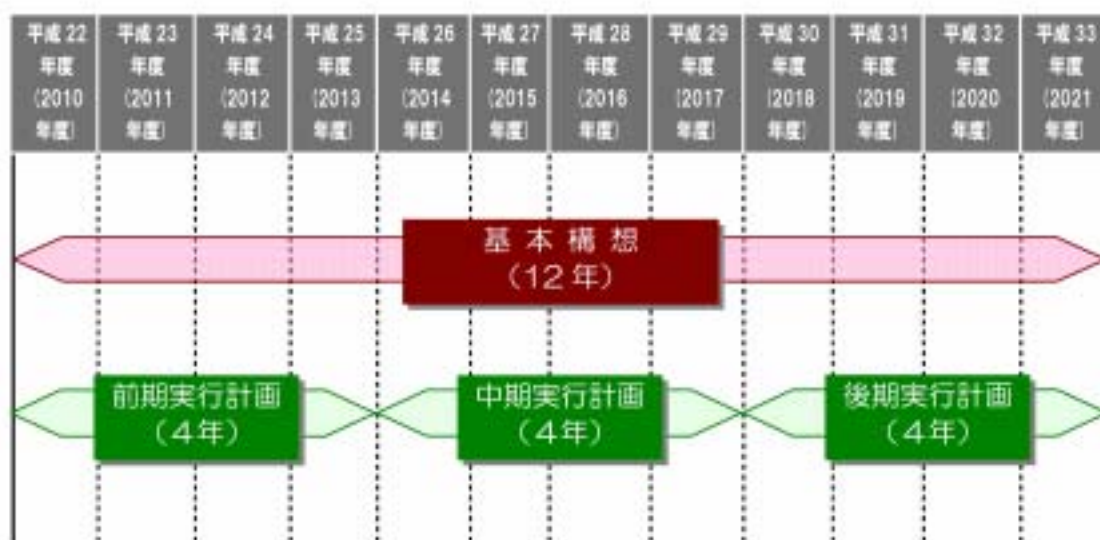 平成 22 年度 (2010 年度)
平成 23 年度 (2011 年度)
平成 24 年度 (2012 年度)
平成 25 年度 (2013 年度)
平成 26 年度 (2014 年度)
平成 27 年度 (2015 年度)
平成 28 年度 (2016 年度)
平成 29 年度 (2017 年度)
平成 30 年度 (2018 年度)
平成 31 年度 (2019 年度)
平成 32 年度 (2020 年度)
平成 33 年度 (2021 年度)
基 本 構 想
(12 年)
前期実行計画
(4年)
中期実行計画
(4年)
後期実行計画
(4年)